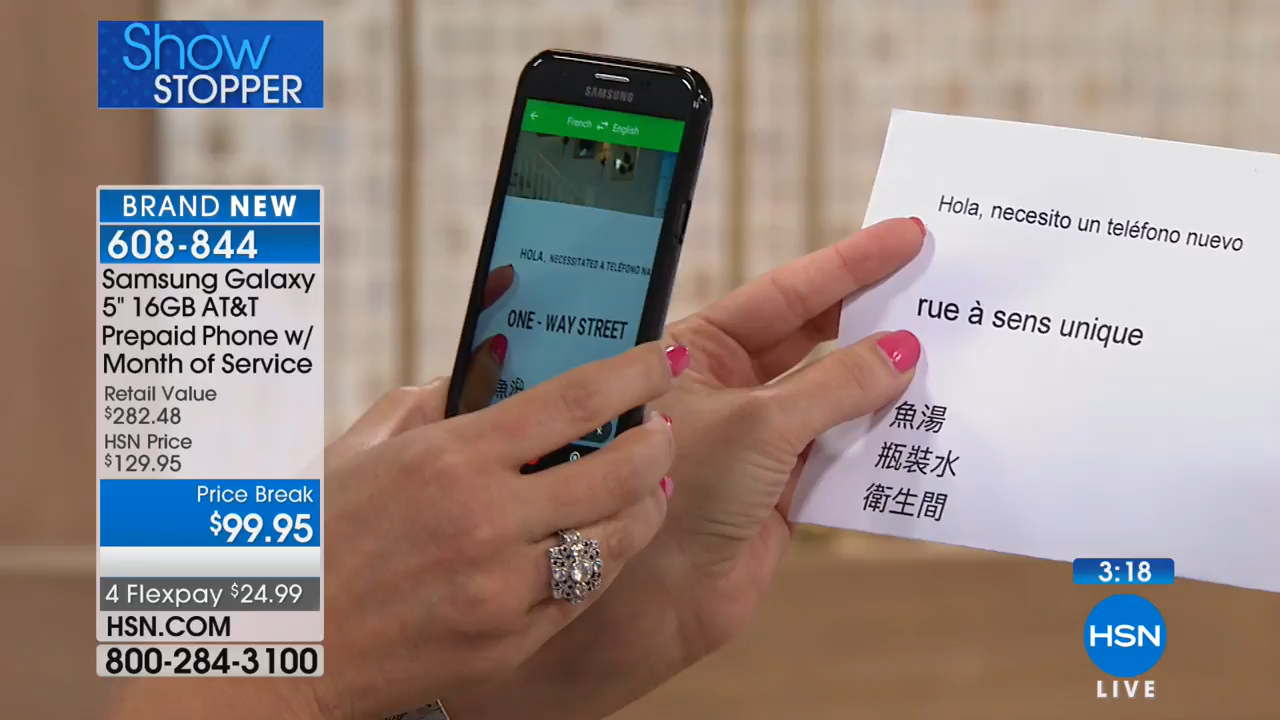 Show
STOPPER
BRAND NEW
608-844
Samsung Galaxy
5" 16GB AT&T
Prepaid Phone w/
Month of Service
Retail Value
$282.48
HSN Price
$129.95
Price Break
$99.95
4 Flexpay $24.99
HSN.COM
800-284-3100
SAMSUNG
French English
HOLA, NECESSITATED A TELÉFONO NA
ONE - WAY STREET
魚湯
Hola, necesito un teléfono nuevo
rue à sens unique
魚湯
瓶裝水
衛生間
3:18
HSN
LIVE